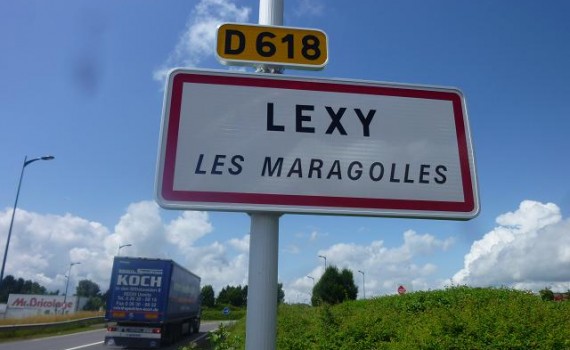 D 618
LEXY
LES MARAGOLLES
KOCH
Mr.Bricolage